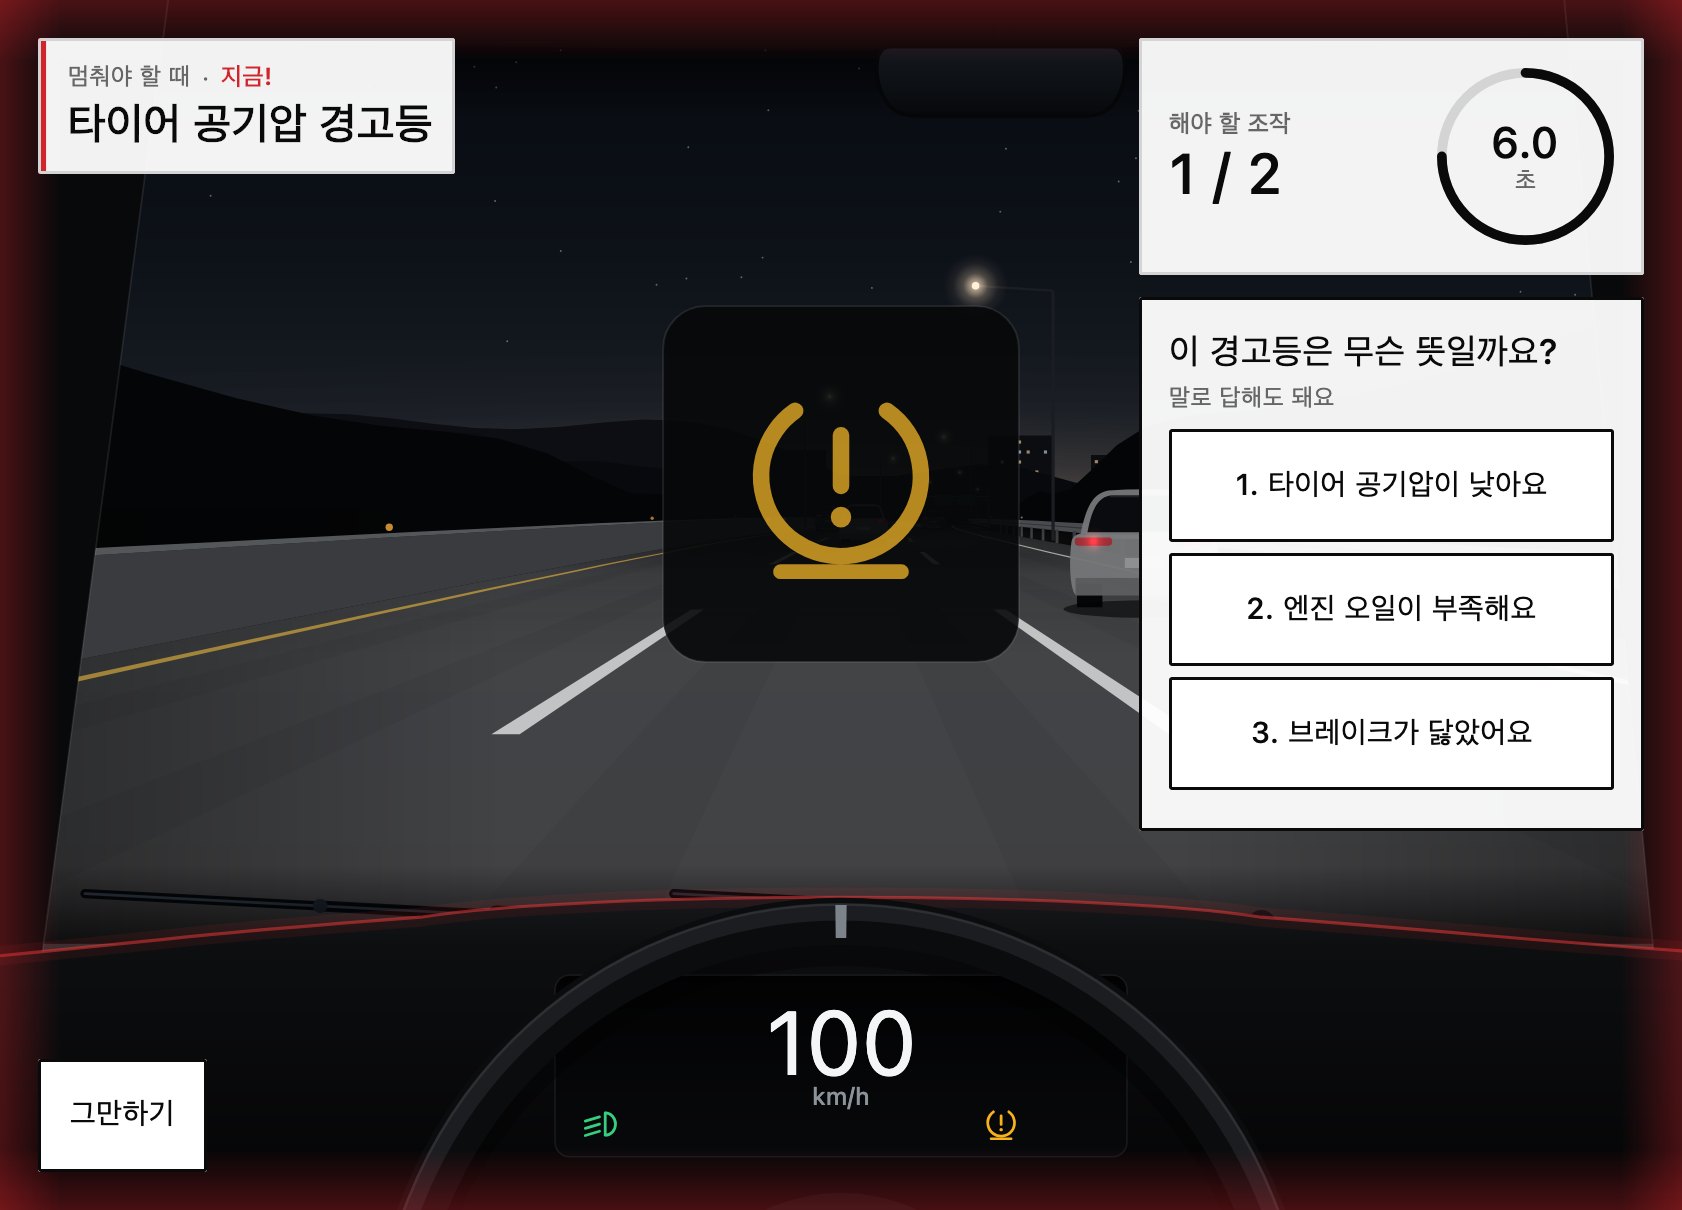 멈춰야 할 때 · 지금!
타이어 공기압 경고등
해야 할 조작
1 / 2
6.0
초
이 경고등은 무슨 뜻일까요?
말로 답해도 돼요
1. 타이어 공기압이 낮아요
2. 엔진 오일이 부족해요
3. 브레이크가 닳았어요
100
km/h
그만하기